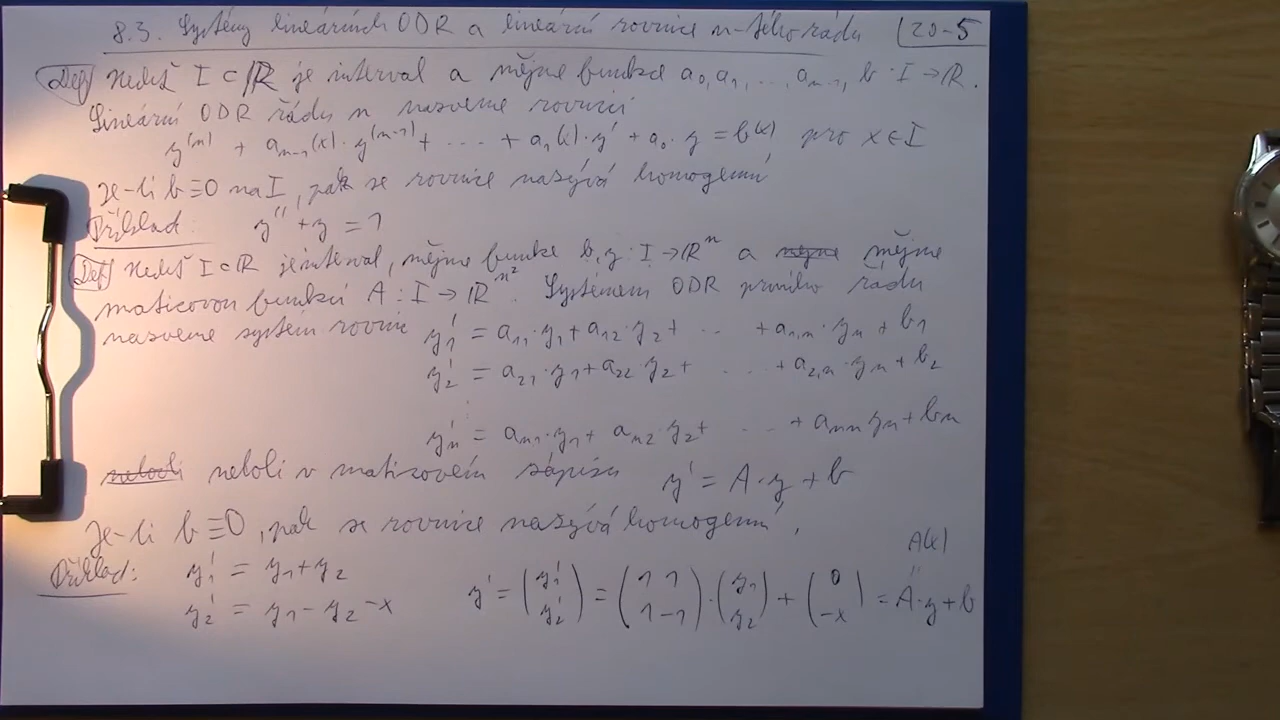 8.3. Systémy lineárních ODR a lineární rovnice n-tého řádu 20-5
Def Nechť I ⊂ ℝ je interval a mějme funkce a₀, a₁, ..., aₙ₋₁, b : I → ℝ.
Lineární ODR řádu n nazveme rovnici
y⁽ⁿ⁾ + aₙ₋₁(x)·y⁽ⁿ⁻¹⁾ + ... + a₁(x)·y' + a₀·y = b(x) pro x ∈ I
Je-li b ≡ 0 na I, pak se rovnice nazývá homogenní
Příklad: y'' + y = 1
Def Nechť I ⊂ ℝ je interval, mějme funkce b, y : I → ℝⁿ a mějme
maticovou funkci A : I → ℝ^{n²}. Systémem ODR prvního řádu
nazveme systém rovnic y₁' = a₁₁·y₁ + a₁₂·y₂ + ... + a₁,ₙ·yₙ + b₁
y₂' = a₂₁·y₁ + a₂₂·y₂ + ... + a₂,ₙ·yₙ + b₂
⋮
yₙ' = aₙ₁·y₁ + aₙ₂·y₂ + ... + aₙₙ yₙ + bₙ
neboli neboli v maticovém zápisu y' = A·y + b
Je-li b ≡ 0, pak se rovnice nazývá homogenní.
A(x)
Příklad: y₁' = y₁ + y₂
y₂' = y₁ - y₂ - x
y' = (y₁' ; y₂') = (1 1 ; 1 -1)·(y₁ ; y₂) + (0 ; -x) = A·y + b